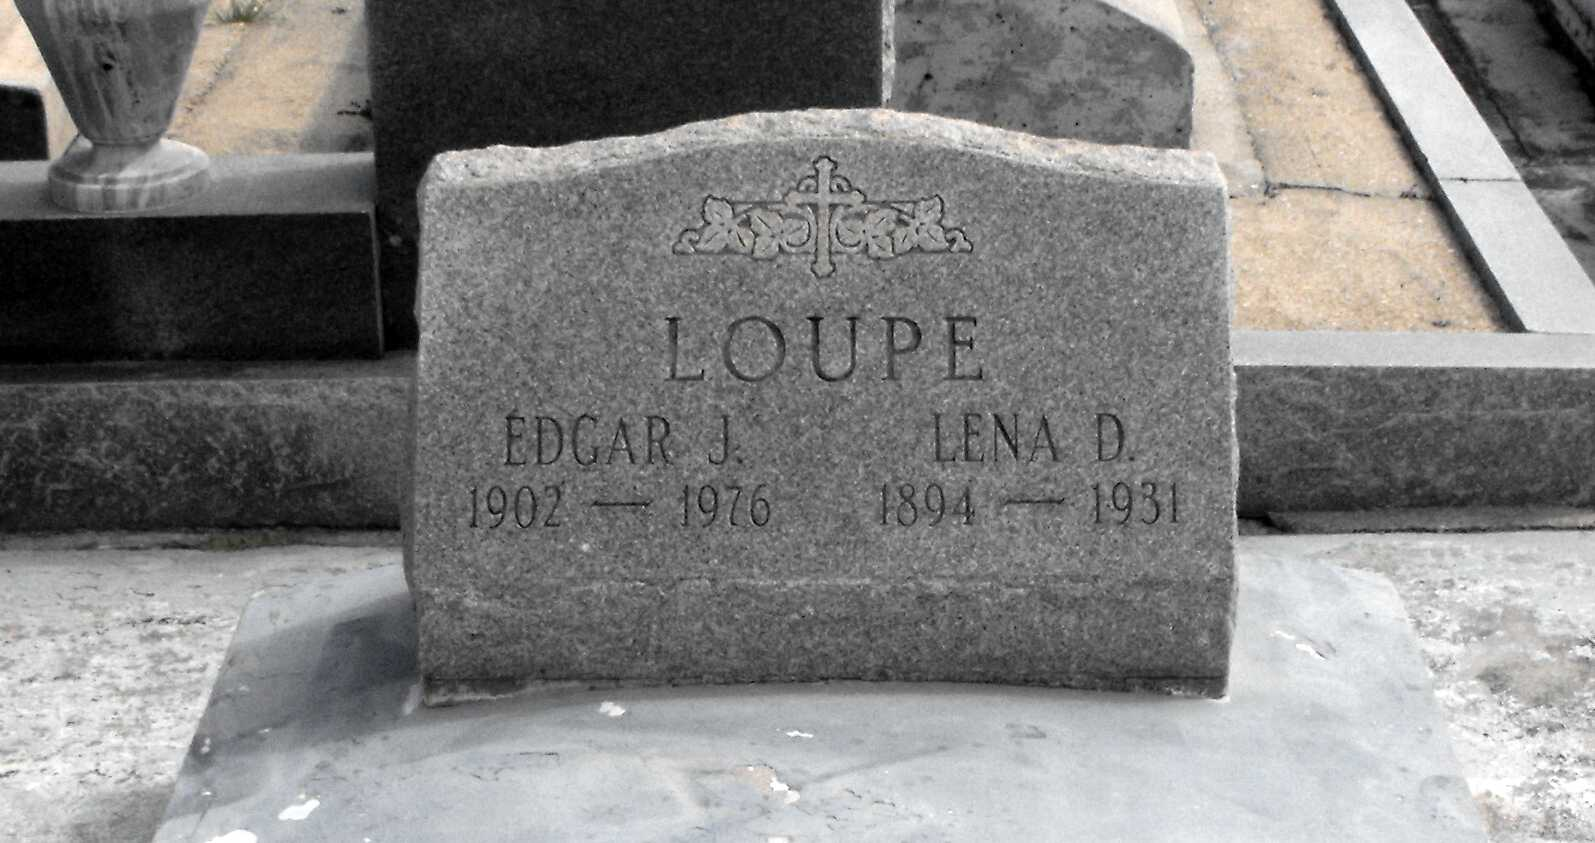 LOUPE
EDGAR J. LENA D.
1902 — 1976 1894 — 1931